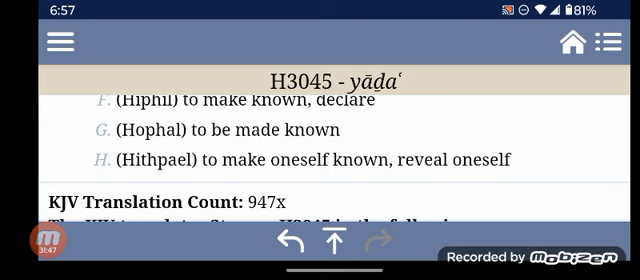 6:57
81%
H3045 - yāḏaʿ
F. (Hiphil) to make known, declare
G. (Hophal) to be made known
H. (Hithpael) to make oneself known, reveal oneself
KJV Translation Count: 947x
31:47
Recorded by Mobizen